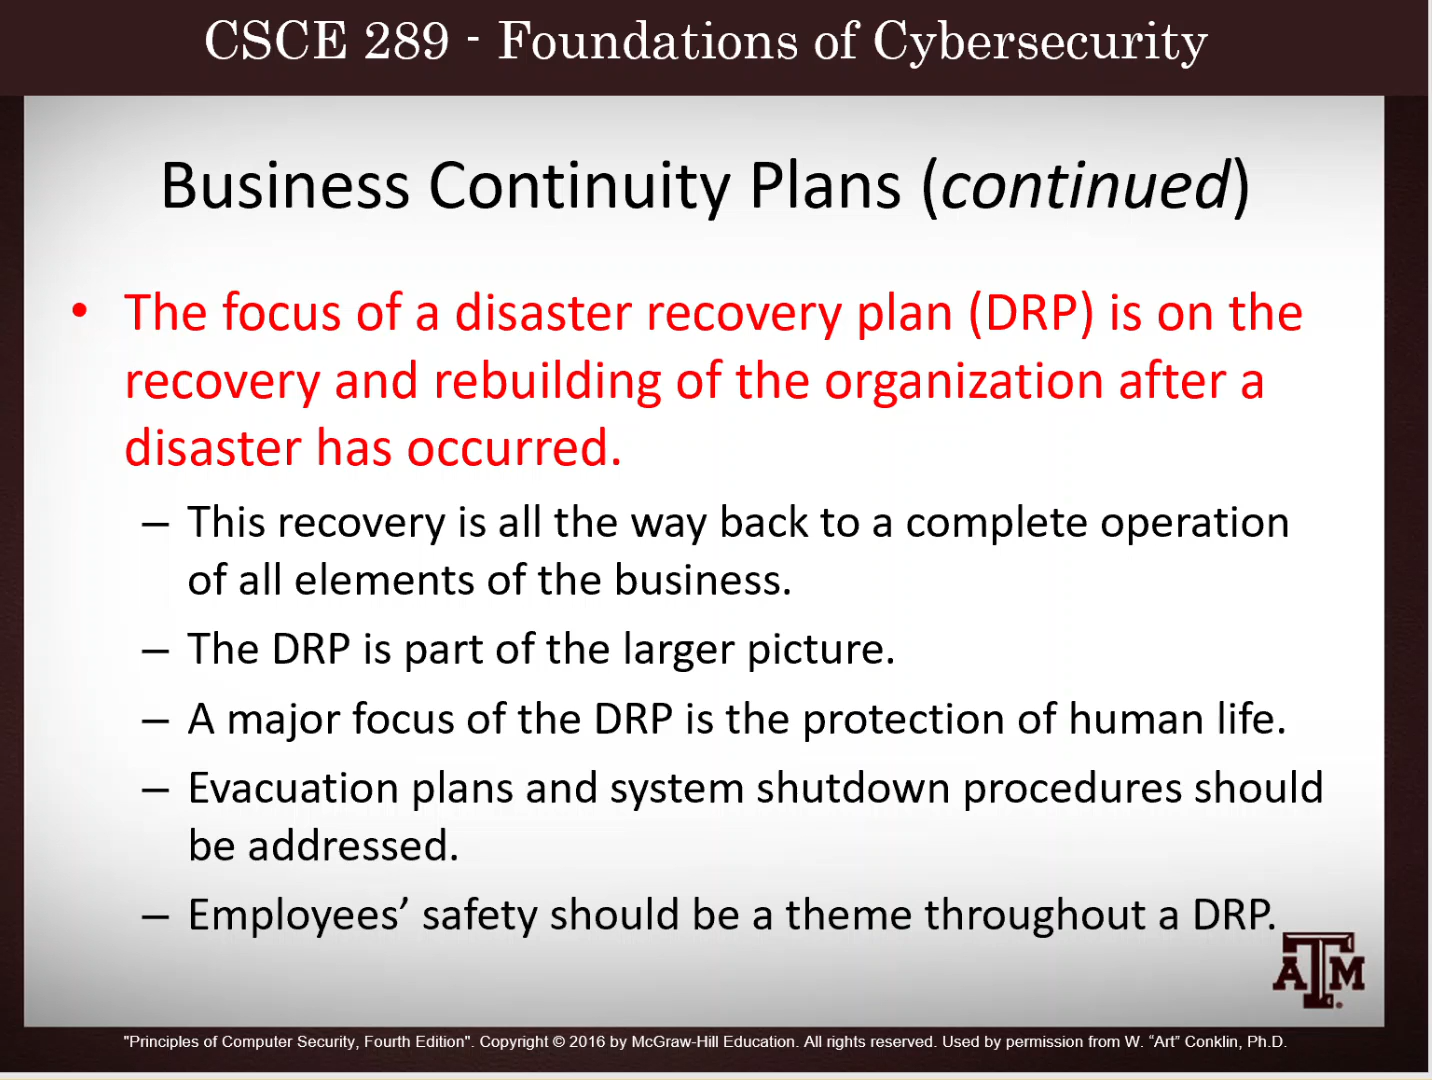 CSCE 289 - Foundations of Cybersecurity
Business Continuity Plans (continued)
• The focus of a disaster recovery plan (DRP) is on the
recovery and rebuilding of the organization after a
disaster has occurred.
– This recovery is all the way back to a complete operation
of all elements of the business.
– The DRP is part of the larger picture.
– A major focus of the DRP is the protection of human life.
– Evacuation plans and system shutdown procedures should
be addressed.
– Employees’ safety should be a theme throughout a DRP.
ATM
"Principles of Computer Security, Fourth Edition". Copyright © 2016 by McGraw-Hill Education. All rights reserved. Used by permission from W. “Art” Conklin, Ph.D.